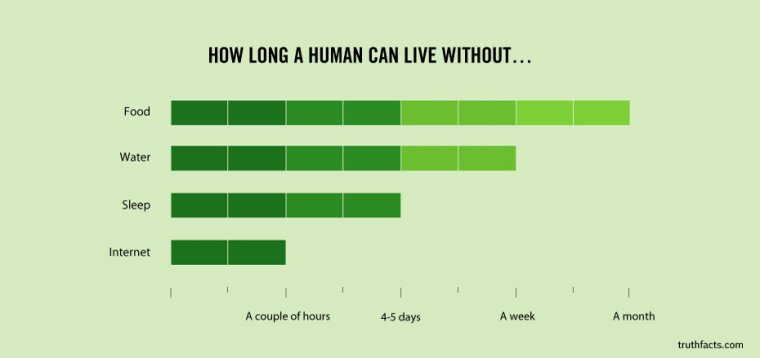 HOW LONG A HUMAN CAN LIVE WITHOUT...
Food
Water
Sleep
Internet
A couple of hours
4-5 days
A week
A month
truthfacts.com